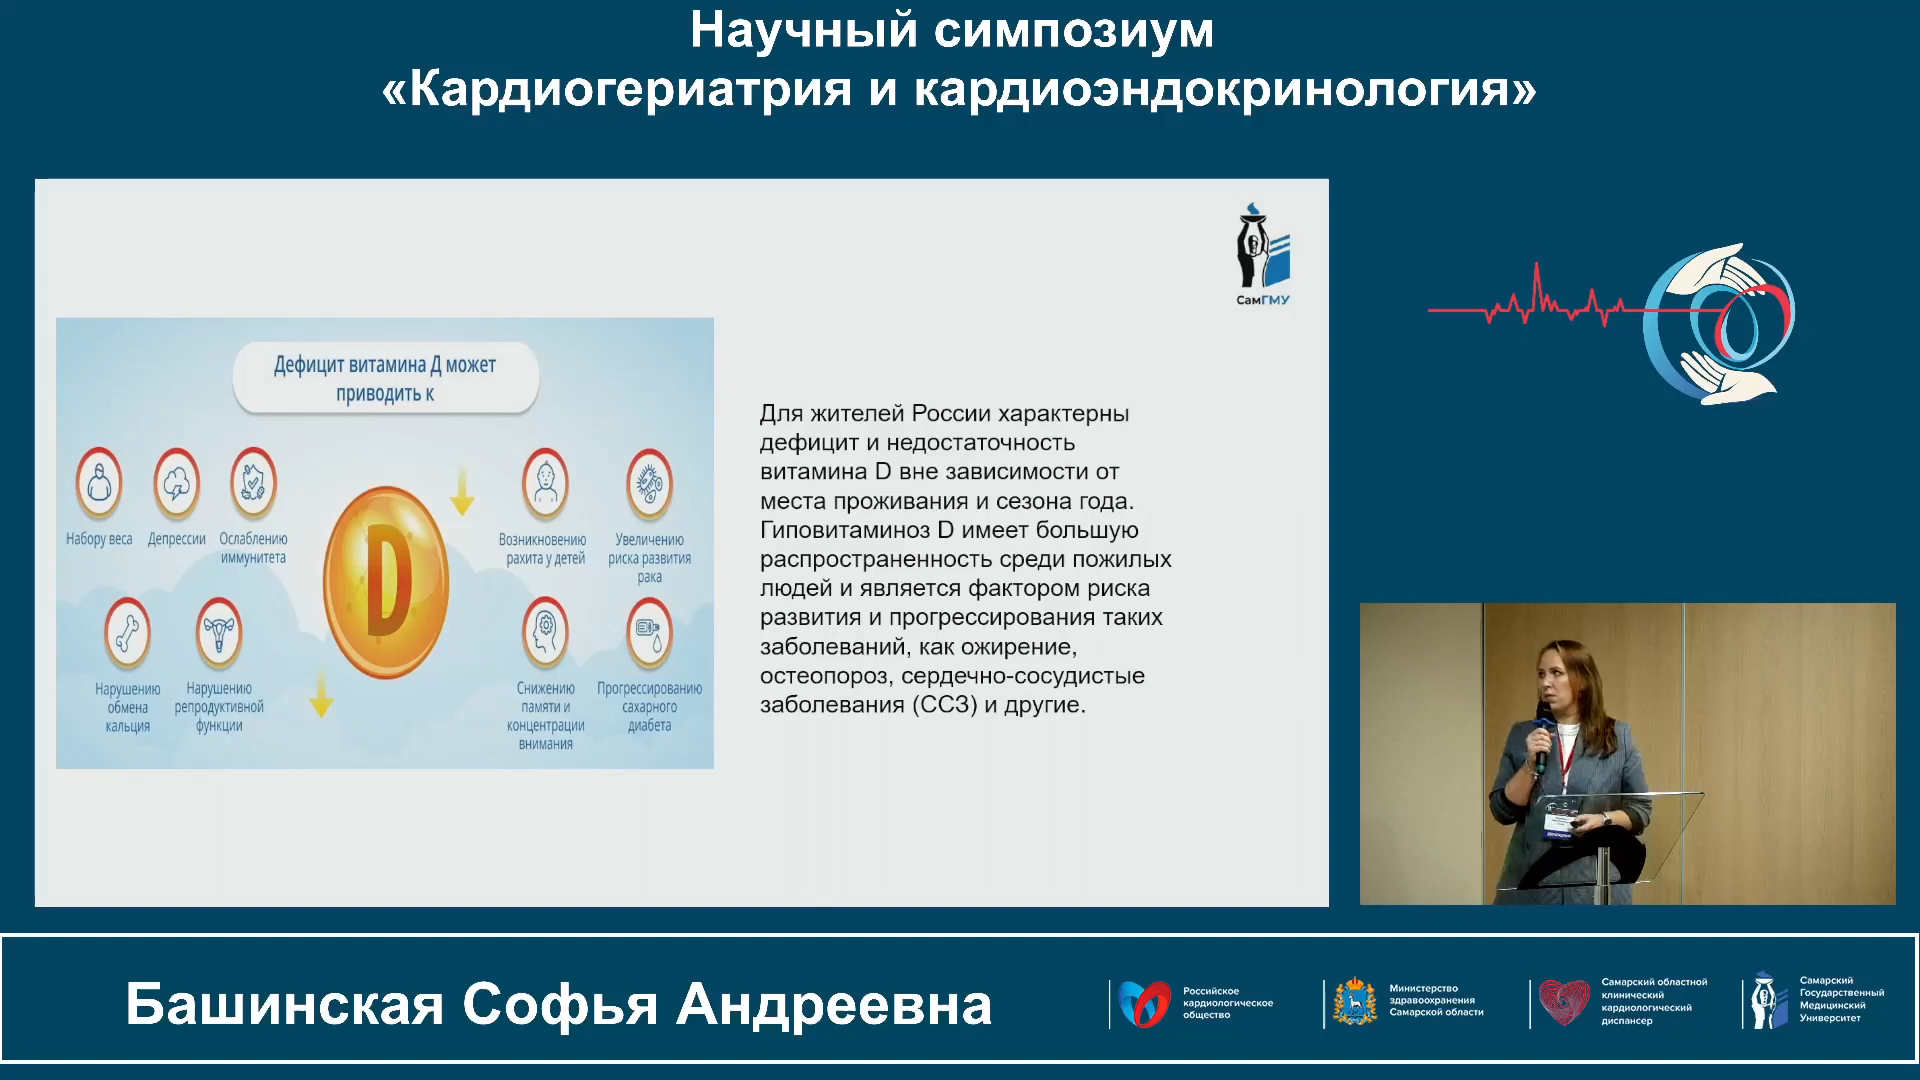 Научный симпозиум
«Кардиогериатрия и кардиоэндокринология»
СамГМУ
Дефицит витамина Д может
приводить к
Набору веса
Депрессии
Ослаблению
иммунитета
Возникновению
рахита у детей
Увеличению
риска развития
рака
D
Нарушению
обмена
кальция
Нарушению
репродуктивной
функции
Снижению
памяти и
концентрации
внимания
Прогрессированию
сахарного
диабета
Для жителей России характерны
дефицит и недостаточность
витамина D вне зависимости от
места проживания и сезона года.
Гиповитаминоз D имеет большую
распространенность среди пожилых
людей и является фактором риска
развития и прогрессирования таких
заболеваний, как ожирение,
остеопороз, сердечно-сосудистые
заболевания (ССЗ) и другие.
Башинская Софья Андреевна
Российское
кардиологическое
общество
Министерство
здравоохранения
Самарской области
Самарский областной
клинический
кардиологический
диспансер
Самарский
Государственный
Медицинский
Университет